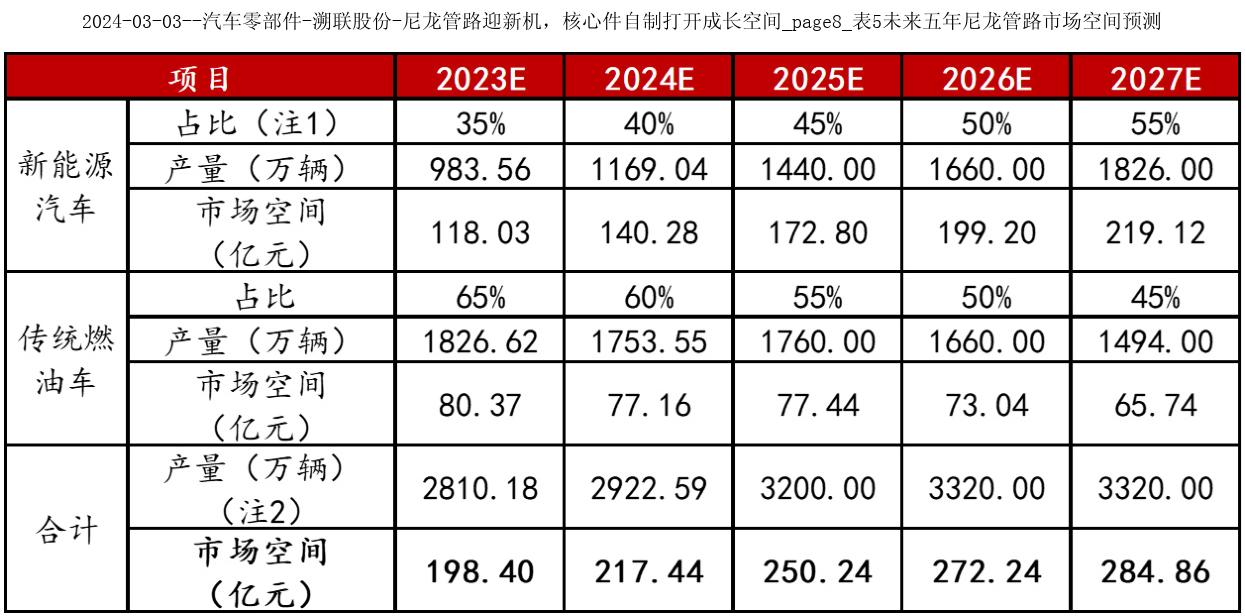 2024-03-03--汽车零部件-溯联股份-尼龙管路迎新机，核心件自制打开成长空间_page8_表5未来五年尼龙管路市场空间预测
项目 2023E 2024E 2025E 2026E 2027E
新能源汽车 占比（注1） 35% 40% 45% 50% 55%
产量（万辆） 983.56 1169.04 1440.00 1660.00 1826.00
市场空间（亿元） 118.03 140.28 172.80 199.20 219.12
传统燃油车 占比 65% 60% 55% 50% 45%
产量（万辆） 1826.62 1753.55 1760.00 1660.00 1494.00
市场空间（亿元） 80.37 77.16 77.44 73.04 65.74
合计 产量（万辆）（注2） 2810.18 2922.59 3200.00 3320.00 3320.00
市场空间（亿元） 198.40 217.44 250.24 272.24 284.86